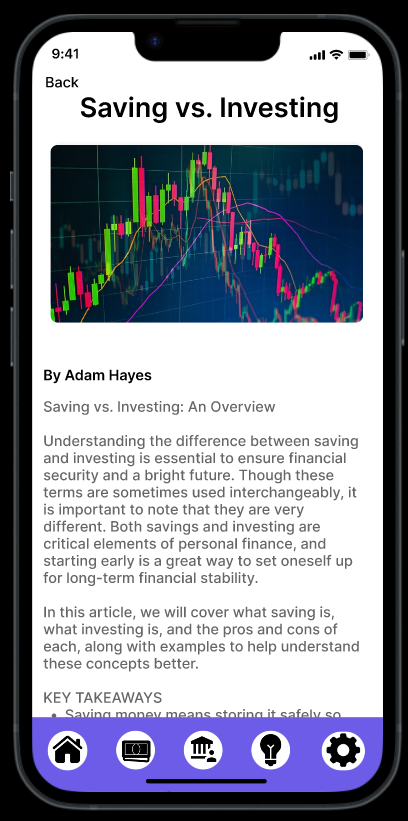 9:41
Back
Saving vs. Investing
By Adam Hayes
Saving vs. Investing: An Overview
Understanding the difference between saving
and investing is essential to ensure financial
security and a bright future. Though these
terms are sometimes used interchangeably, it
is important to note that they are very
different. Both savings and investing are
critical elements of personal finance, and
starting early is a great way to set oneself up
for long-term financial stability.
In this article, we will cover what saving is,
what investing is, and the pros and cons of
each, along with examples to help understand
these concepts better.
KEY TAKEAWAYS
• Saving money means storing it safely so